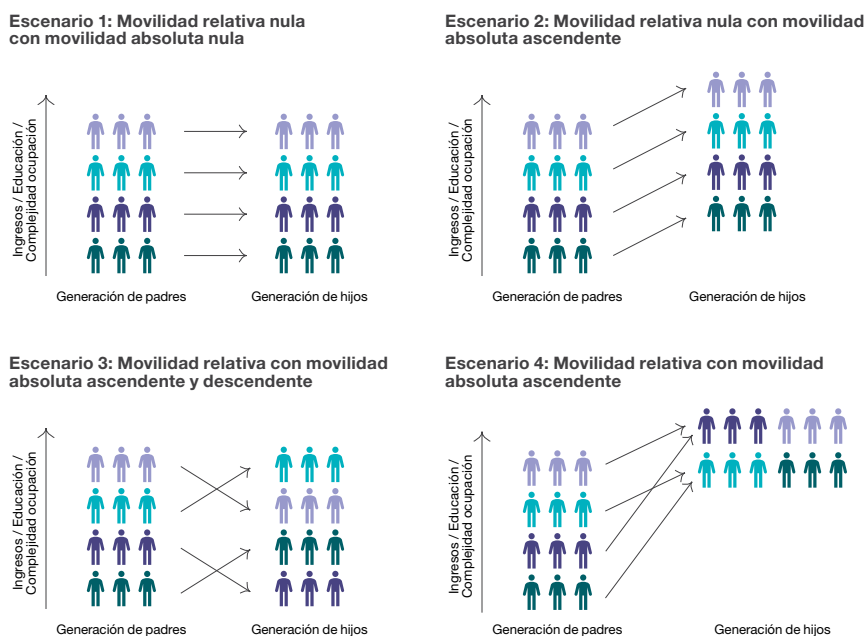 Escenario 1: Movilidad relativa nula
con movilidad absoluta nula
Ingresos / Educación /
Complejidad ocupación
Generación de padres
Generación de hijos
Escenario 2: Movilidad relativa nula con movilidad
absoluta ascendente
Ingresos / Educación /
Complejidad ocupación
Generación de padres
Generación de hijos
Escenario 3: Movilidad relativa con movilidad
absoluta ascendente y descendente
Ingresos / Educación /
Complejidad ocupación
Generación de padres
Generación de hijos
Escenario 4: Movilidad relativa con movilidad
absoluta ascendente
Ingresos / Educación /
Complejidad ocupación
Generación de padres
Generación de hijos